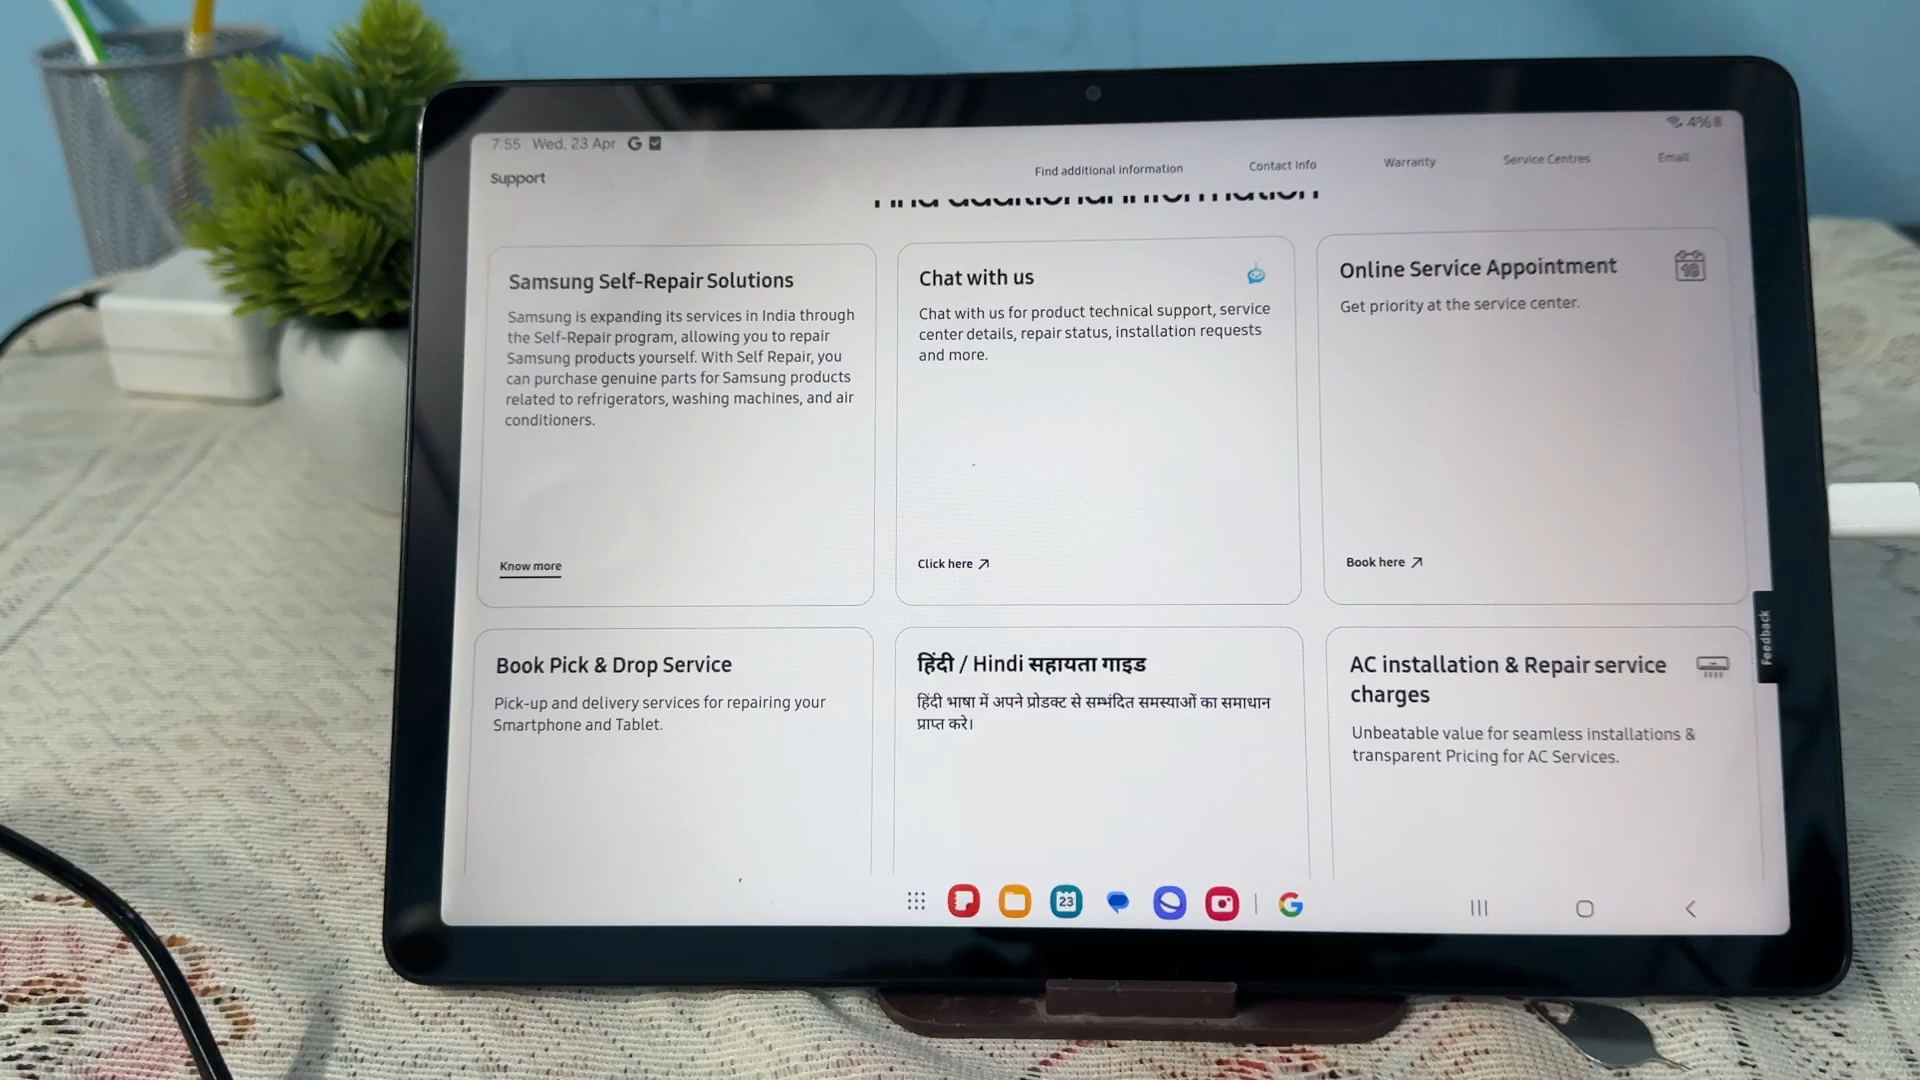 7:55 Wed, 23 Apr
4%
Support
Find additional information
Contact Info
Warranty
Service Centres
Email
Find additional information
Samsung Self-Repair Solutions
Samsung is expanding its services in India through
the Self-Repair program, allowing you to repair
Samsung products yourself. With Self Repair, you
can purchase genuine parts for Samsung products
related to refrigerators, washing machines, and air
conditioners.
Know more
Chat with us
Chat with us for product technical support, service
center details, repair status, installation requests
and more.
Click here
Online Service Appointment
18
Get priority at the service center.
Book here
Feedback
Book Pick & Drop Service
Pick-up and delivery services for repairing your
Smartphone and Tablet.
हिंदी / Hindi सहायता गाइड
हिंदी भाषा में अपने प्रोडक्ट से सम्भंदित समस्याओं का समाधान
प्राप्त करे।
AC installation & Repair service
charges
Unbeatable value for seamless installations &
transparent Pricing for AC Services.
23